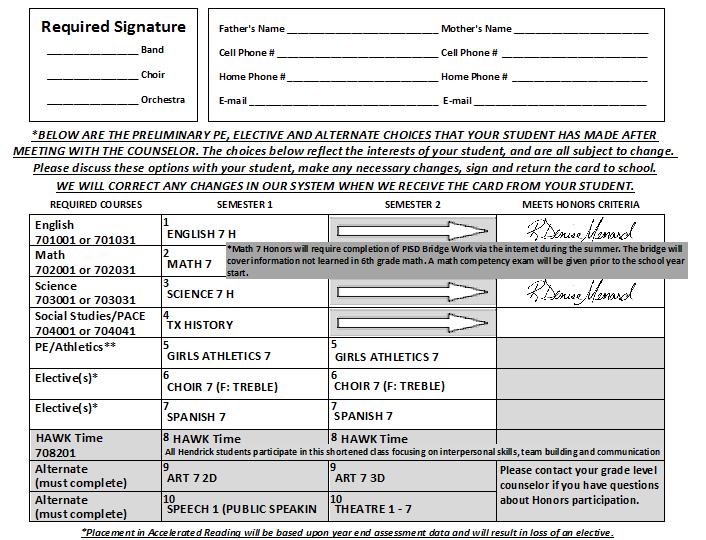 Required Signature
___________________ Band
___________________ Choir
___________________ Orchestra
Father's Name ______________________________ Mother's Name ______________________
Cell Phone # ______________________________ Cell Phone # ______________________
Home Phone # ______________________________ Home Phone # ______________________
E-mail ______________________________ E-mail ______________________
*BELOW ARE THE PRELIMINARY PE, ELECTIVE AND ALTERNATE CHOICES THAT YOUR STUDENT HAS MADE AFTER
MEETING WITH THE COUNSELOR. The choices below reflect the interests of your student, and are all subject to change.
Please discuss these options with your student, make any necessary changes, sign and return the card to school.
WE WILL CORRECT ANY CHANGES IN OUR SYSTEM WHEN WE RECEIVE THE CARD FROM YOUR STUDENT.
REQUIRED COURSES SEMESTER 1 SEMESTER 2 MEETS HONORS CRITERIA
English 1
701001 or 701031 ENGLISH 7 H R. Denise Menard
Math 2 *Math 7 Honors will require completion of PISD Bridge Work via the internet during the summer. The bridge will
702001 or 702031 MATH 7 cover information not learned in 6th grade math. A math competency exam will be given prior to the school year
start.
Science 3
703001 or 703031 SCIENCE 7 H R. Denise Menard
Social Studies/PACE 4
704001 or 704041 TX HISTORY
PE/Athletics** 5 5
GIRLS ATHLETICS 7 GIRLS ATHLETICS 7
Elective(s)* 6 6
CHOIR 7 (F: TREBLE) CHOIR 7 (F: TREBLE)
Elective(s)* 7 7
SPANISH 7 SPANISH 7
HAWK Time 8 HAWK Time 8 HAWK Time
708201 All Hendrick students participate in this shortened class focusing on interpersonal skills, team building and communication
Alternate 9 9 Please contact your grade level
(must complete) ART 7 2D ART 7 3D counselor if you have questions
Alternate 10 10 about Honors participation.
(must complete) SPEECH 1 (PUBLIC SPEAKIN THEATRE 1 - 7
*Placement in Accelerated Reading will be based upon year end assessment data and will result in loss of an elective.